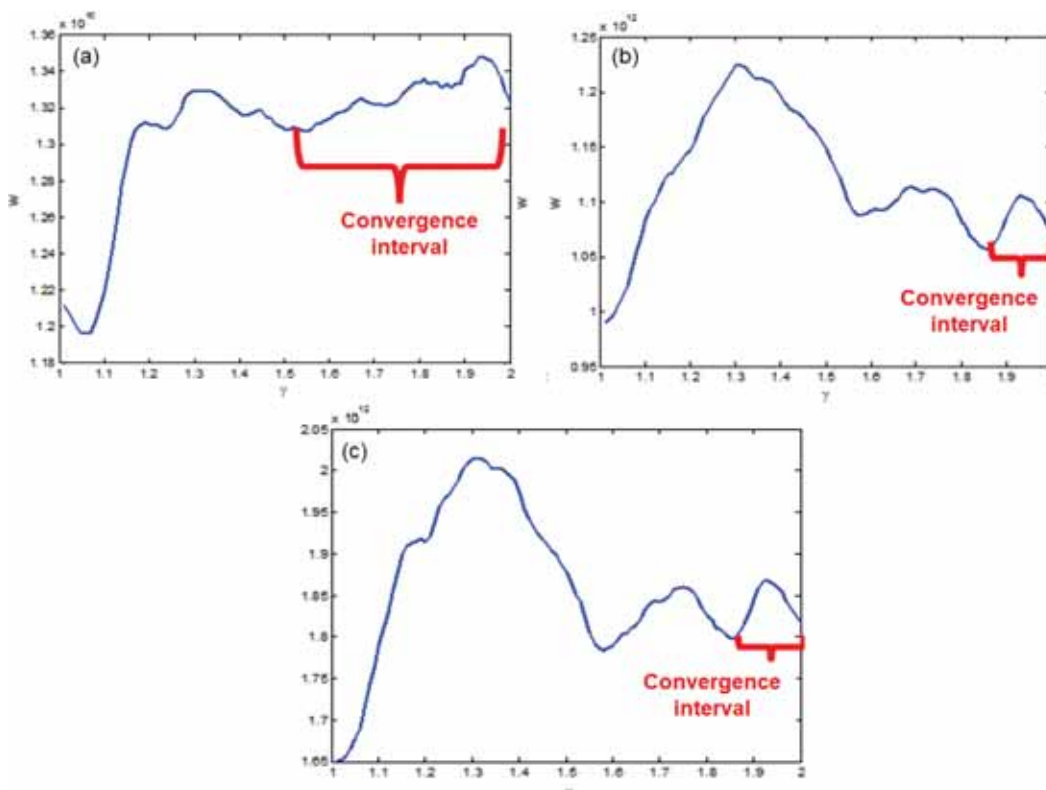 (a)
1.36
1.34
1.32
1.3
1.28
1.26
1.24
1.22
1.2
1.18
w
1 1.1 1.2 1.3 1.4 1.5 1.6 1.7 1.8 1.9 2
γ
Convergence
interval
x 10^12
(b)
1.25
1.2
1.15
1.1
1.05
1
0.95
w w
1 1.1 1.2 1.3 1.4 1.5 1.6 1.7 1.8 1.9
γ
Convergence
interval
(c)
2.05
2
1.95
1.9
1.85
1.8
1.75
1.7
1.65
1 1.1 1.2 1.3 1.4 1.5 1.6 1.7 1.8 1.9 2
Convergence
interval